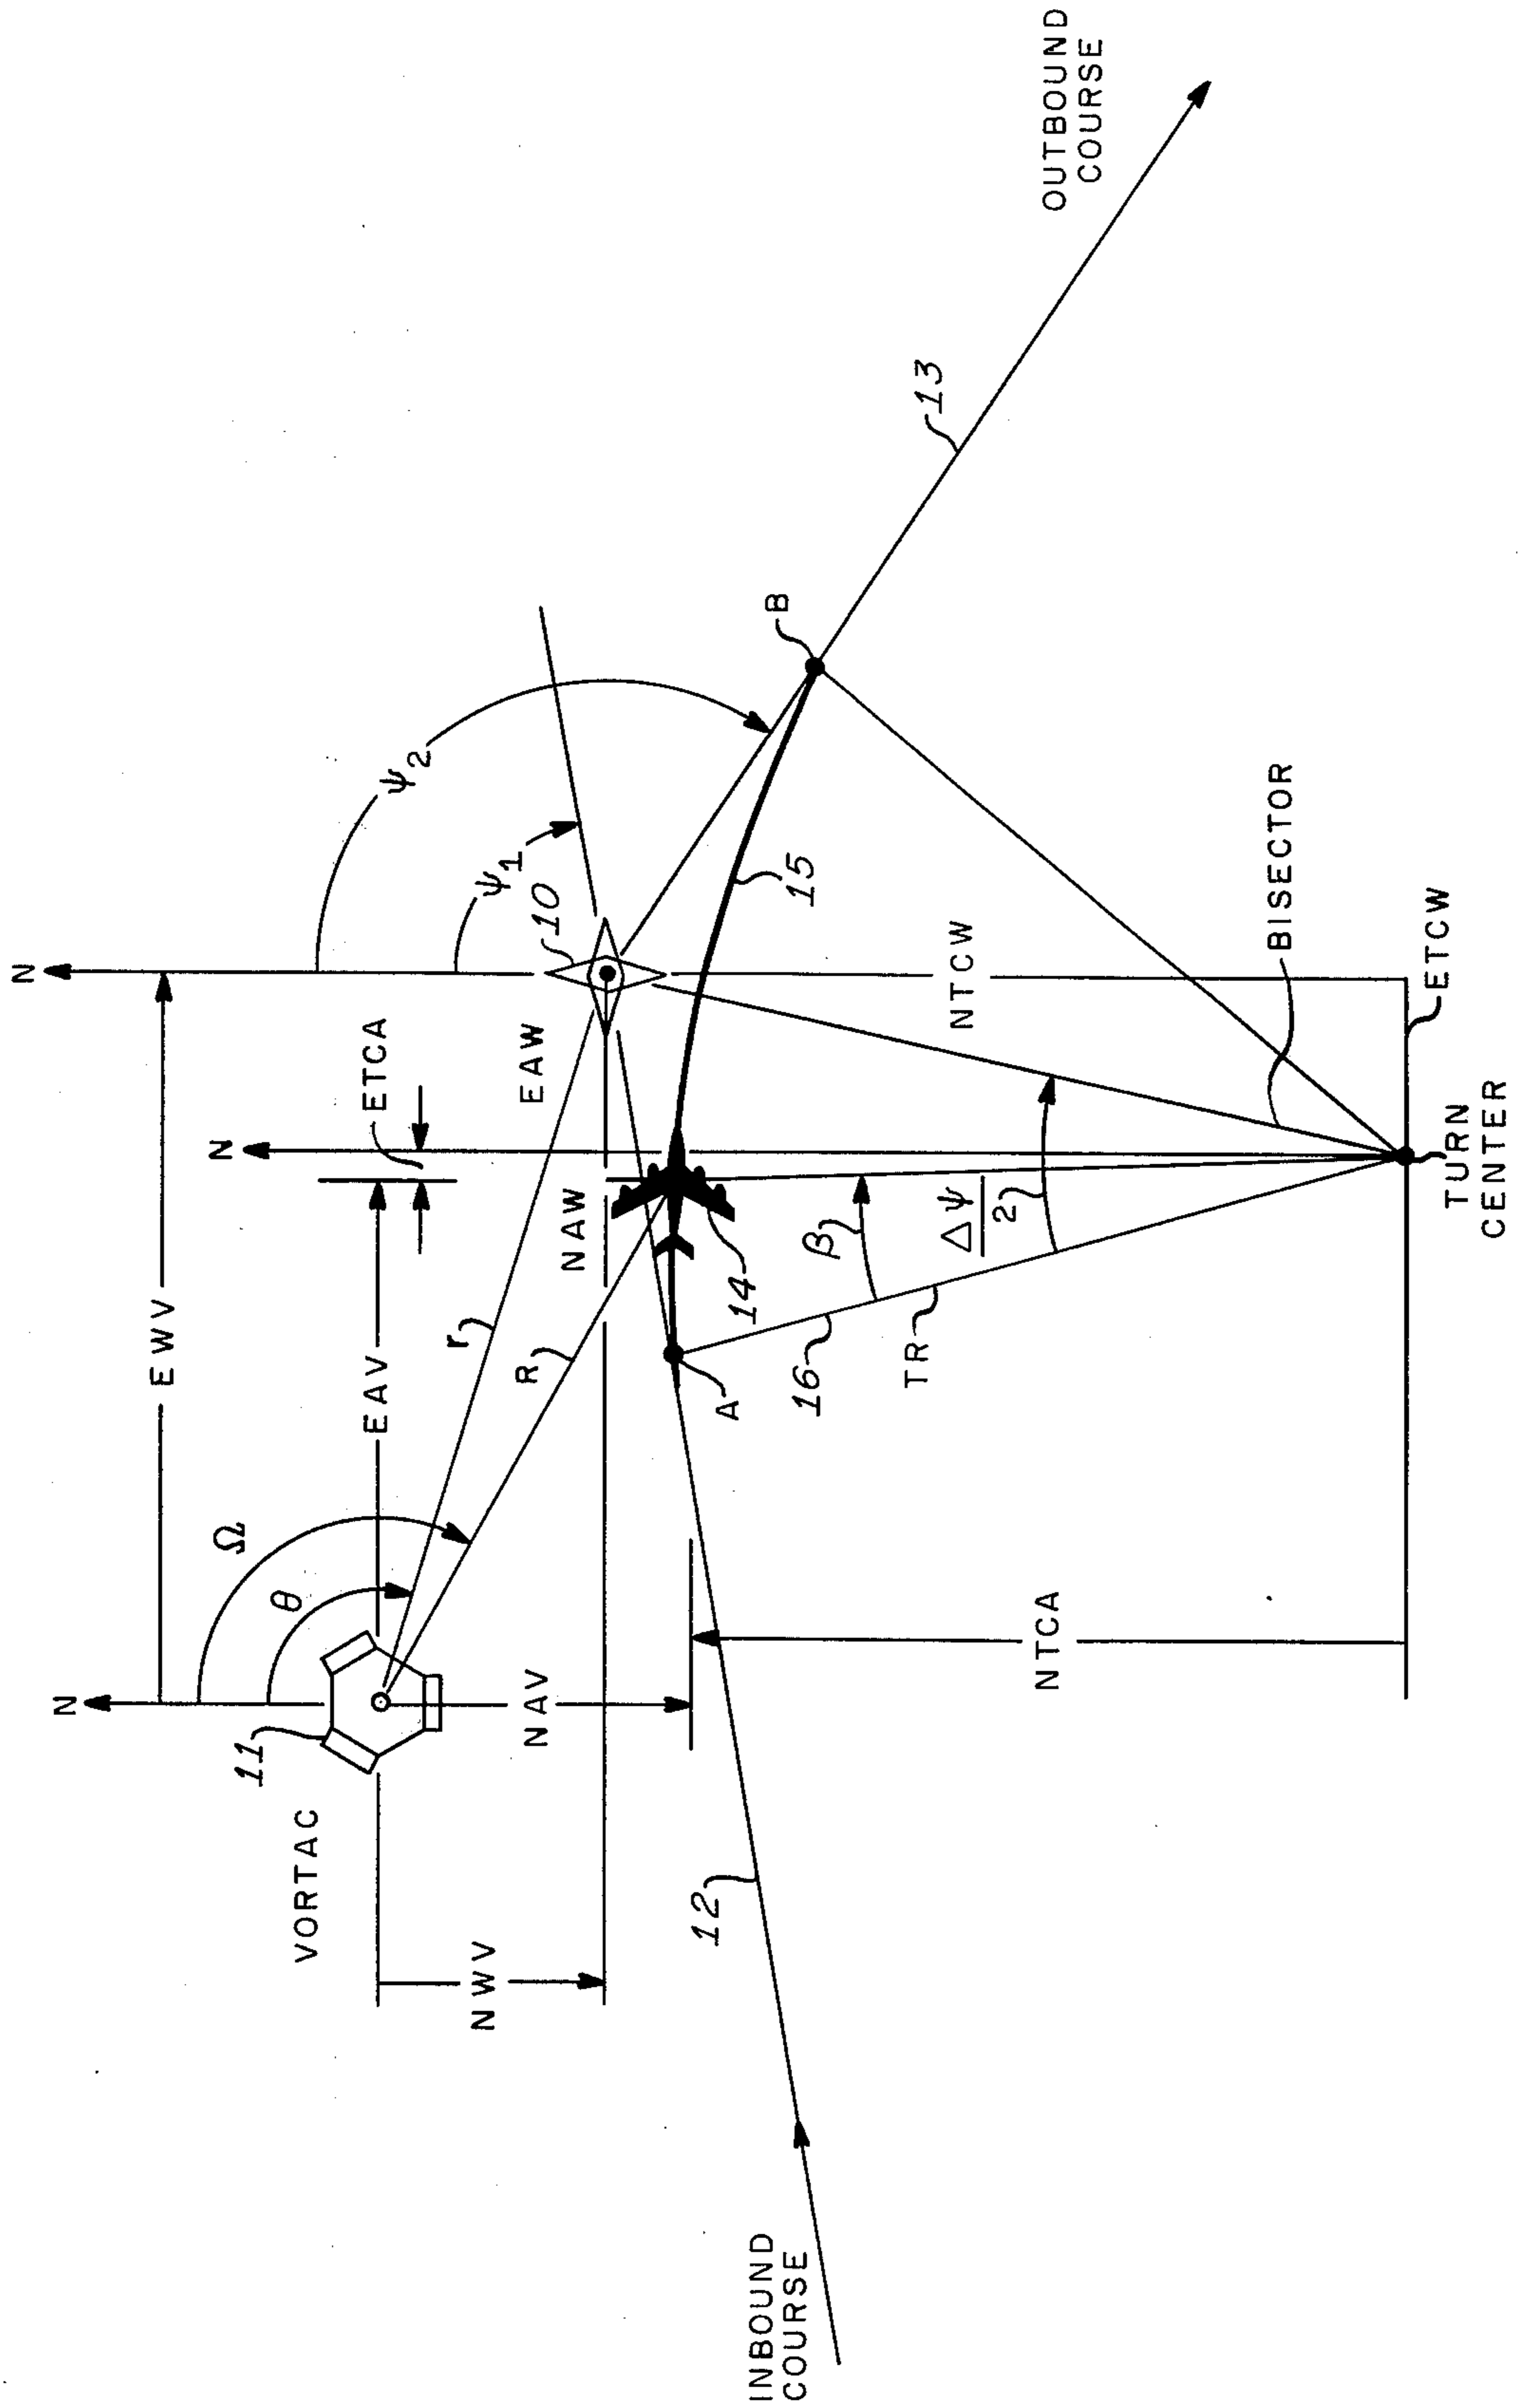 N
EWV
N
ETCA
EAV
Ω
θ
11
VORTAC
NAV
NWV
r
R
EAW
NAW
N
Ψ2
Ψ1
10
12
INBOUND
COURSE
A
14
15
B
13
OUTBOUND
COURSE
β
Δψ
2
16
TR
NTCW
NTCA
BISECTOR
ETCW
TURN
CENTER